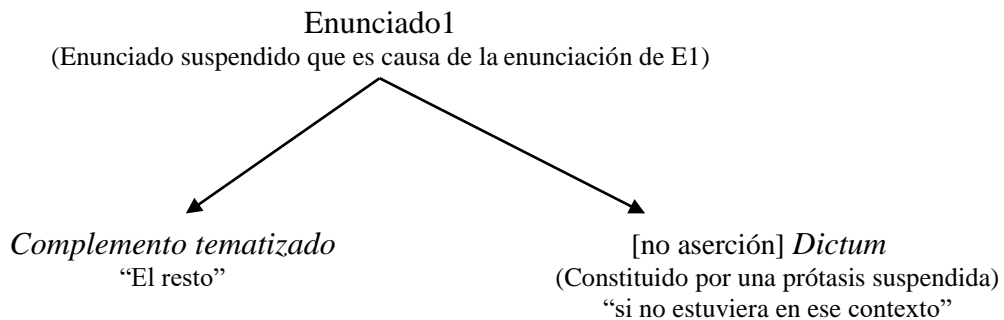 Enunciado1
(Enunciado suspendido que es causa de la enunciación de E1)
Complemento tematizado
“El resto”
[no aserción] Dictum
(Constituido por una prótasis suspendida)
“si no estuviera en ese contexto”